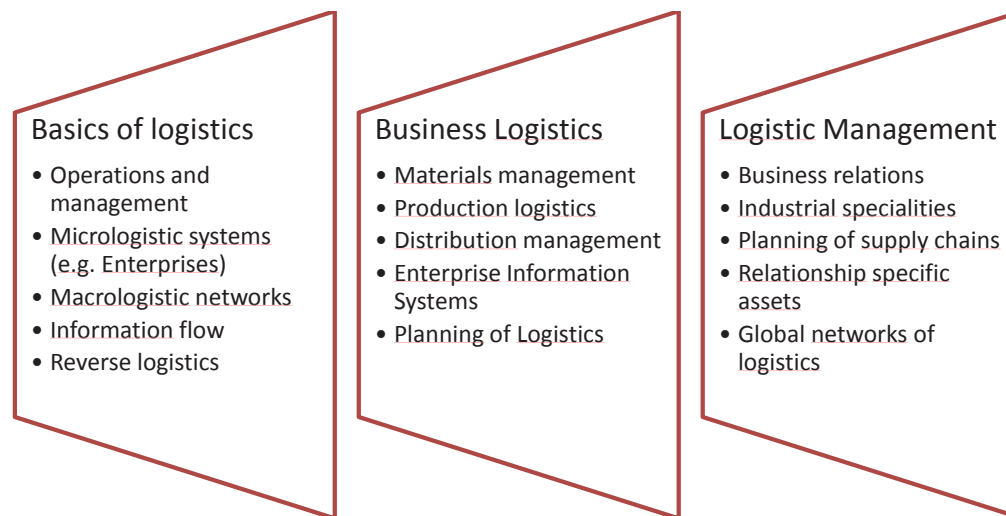 Basics of logistics
• Operations and
management
• Micrologistic systems
(e.g. Enterprises)
• Macrologistic networks
• Information flow
• Reverse logistics
Business Logistics
• Materials management
• Production logistics
• Distribution management
• Enterprise Information
Systems
• Planning of Logistics
Logistic Management
• Business relations
• Industrial specialities
• Planning of supply chains
• Relationship specific
assets
• Global networks of
logistics